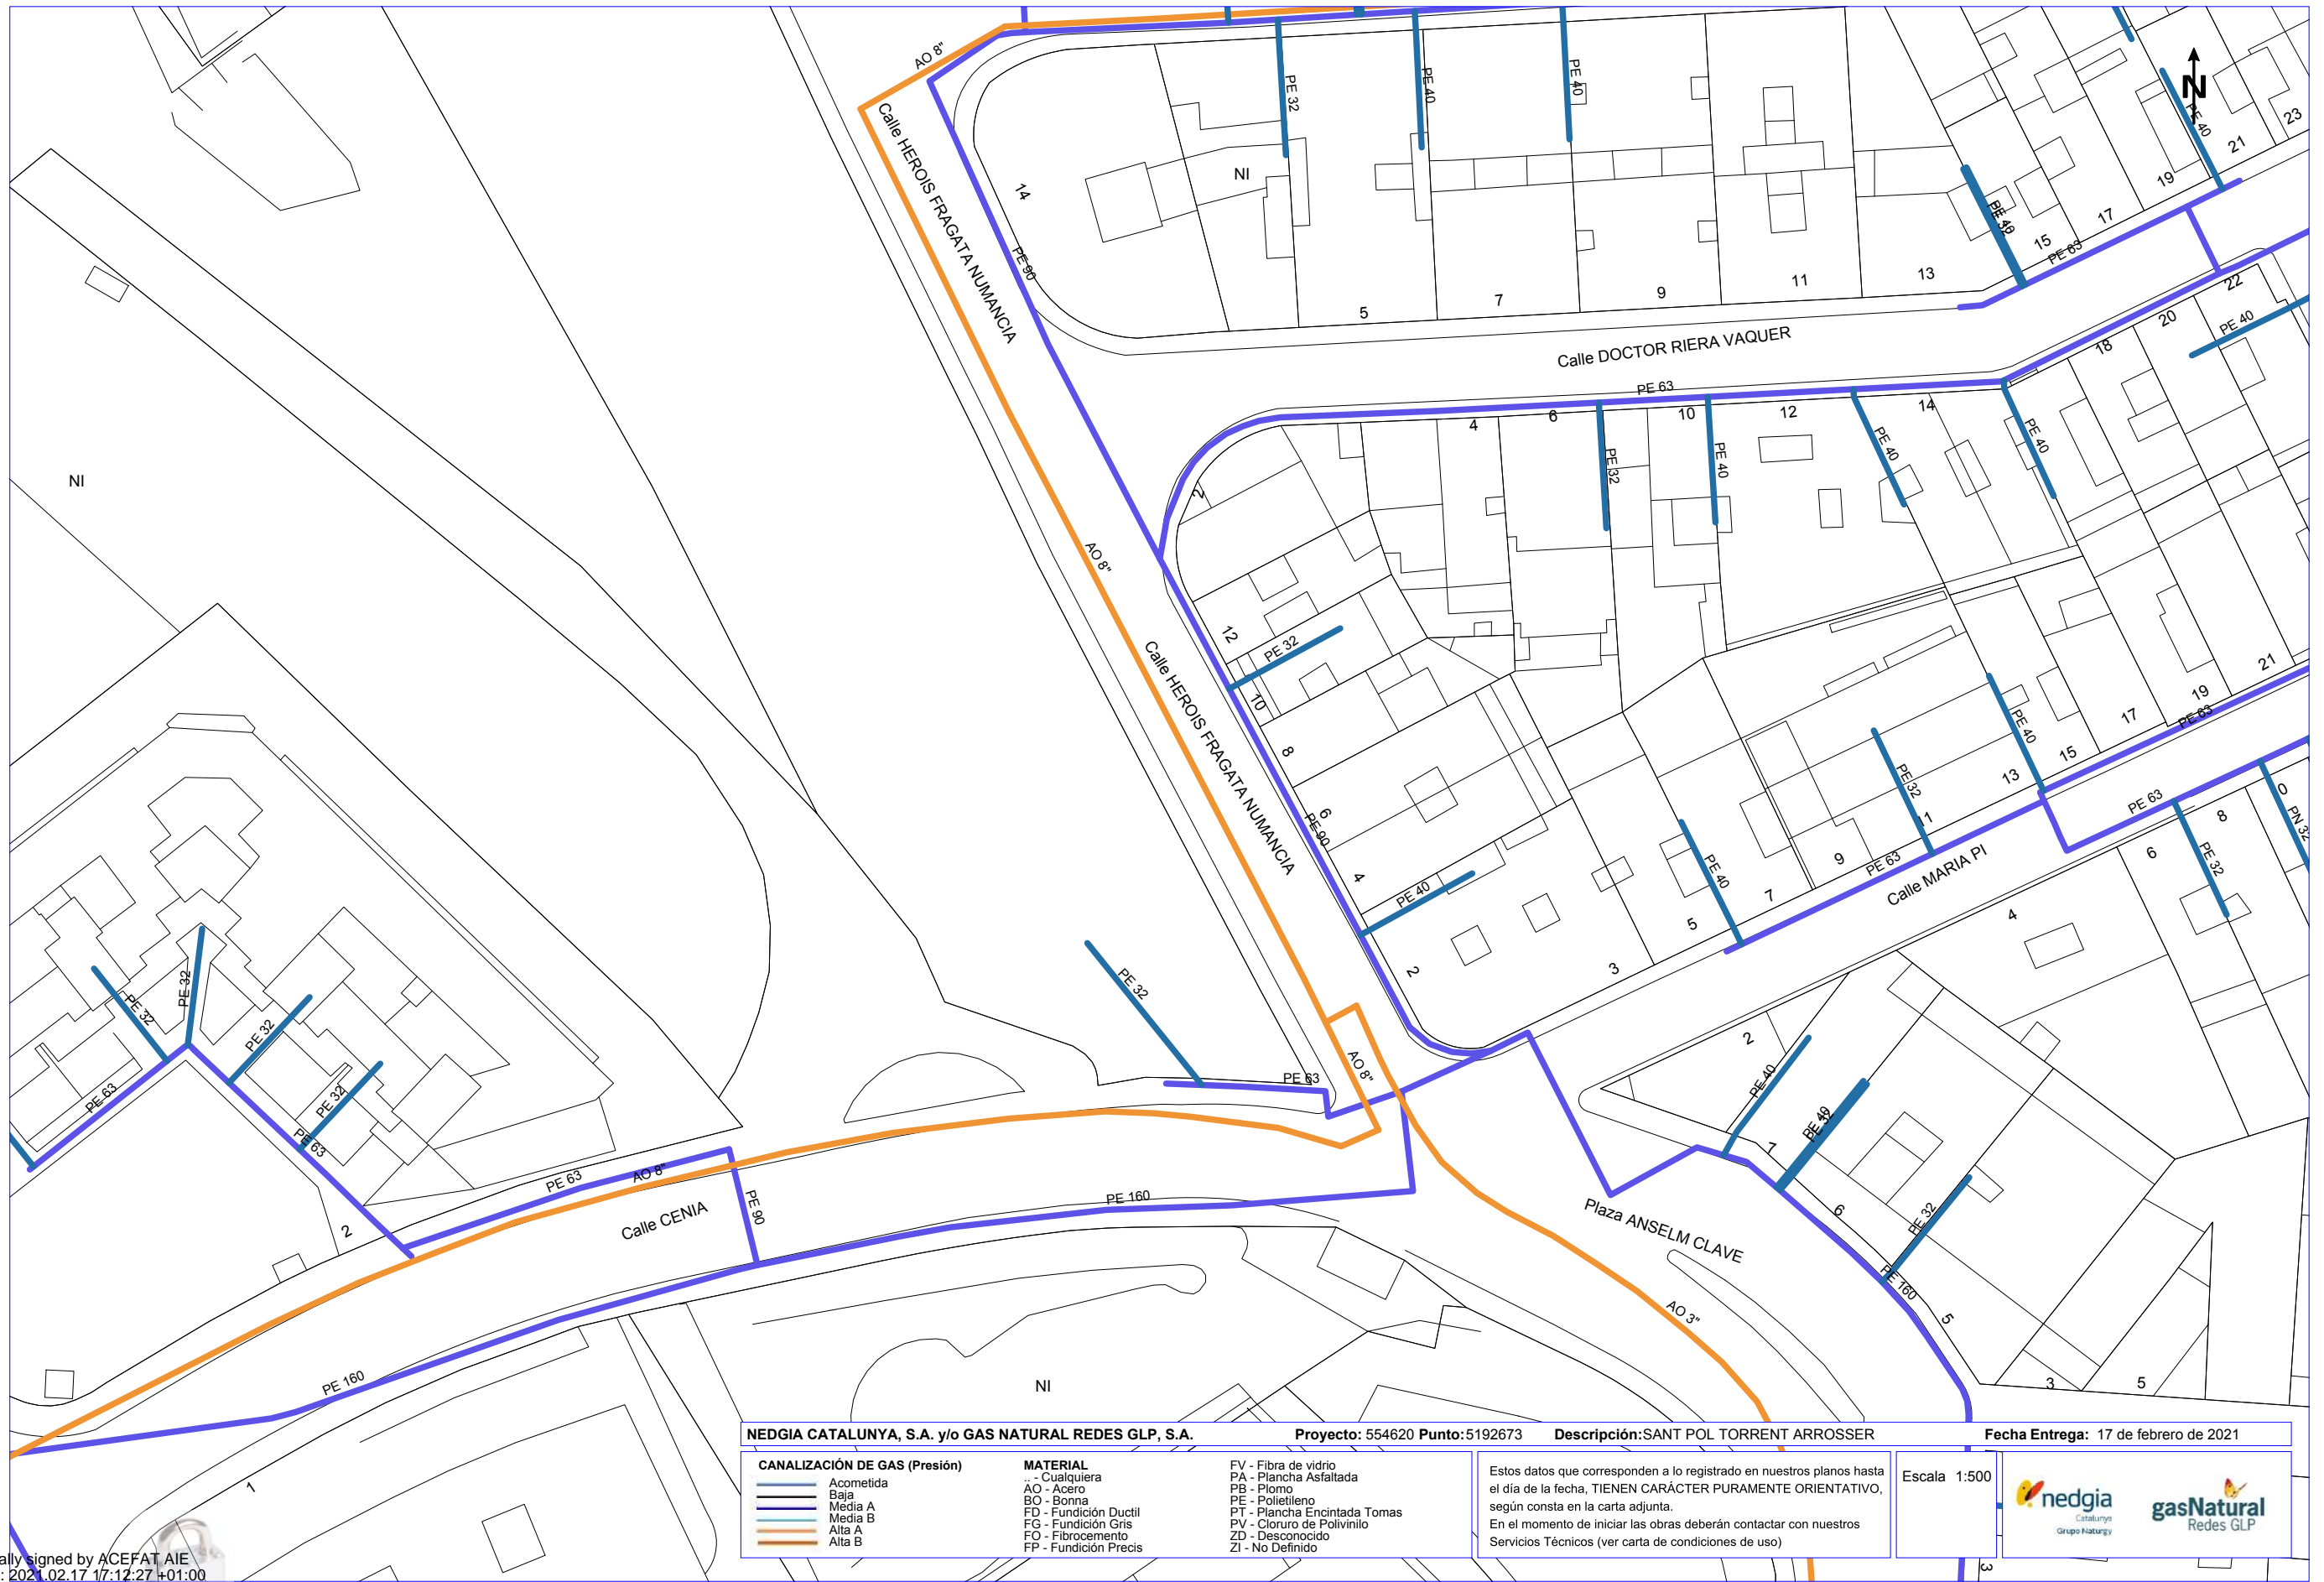 AO 8"
Calle HEROIS FRAGATA NUMANCIA
PE 32
PE 40
PE 40
N
PE 40
23
21
19
17
15
PE 63
14
NI
PE 90
5
7
9
11
13
Calle DOCTOR RIERA VAQUER
22
20
18
PE 40
PE 63
4
6
10
12
14
PE 32
PE 40
PE 40
PE 40
2
NI
AO 8"
12
PE 32
10
8
6
PE 90
4
PE 40
2
Calle HEROIS FRAGATA NUMANCIA
21
19
PE 63
17
15
13
11
9
7
5
3
PE 40
PE 32
PE 40
PE 63
Calle MARIA PI
PE 63
0
8
6
4
2
PN 32
PE 32
PE 32
PE 32
PE 32
PE 32
PE 63
PE 63
2
PE 32
PE 63
AO 8"
PE 63
AO 8"
PE 90
Calle CENIA
PE 160
PE 160
PE 40
PE 32
7
6
5
3
5
PE 160
Plaza ANSELM CLAVE
AO 3"
NI
1
NEDGIA CATALUNYA, S.A. y/o GAS NATURAL REDES GLP, S.A. Proyecto: 554620 Punto:5192673 Descripción:SANT POL TORRENT ARROSSER Fecha Entrega: 17 de febrero de 2021
CANALIZACIÓN DE GAS (Presión)
Acometida
Baja
Media A
Media B
Alta A
Alta B
MATERIAL
.. - Cualquiera
AO - Acero
BO - Bonna
FD - Fundición Ductil
FG - Fundición Gris
FO - Fibrocemento
FP - Fundición Precis
FV - Fibra de vidrio
PA - Plancha Asfaltada
PB - Plomo
PE - Polietileno
PT - Plancha Encintada Tomas
PV - Cloruro de Polivinilo
ZD - Desconocido
ZI - No Definido
Estos datos que corresponden a lo registrado en nuestros planos hasta
el día de la fecha, TIENEN CARÁCTER PURAMENTE ORIENTATIVO,
según consta en la carta adjunta.
En el momento de iniciar las obras deberán contactar con nuestros
Servicios Técnicos (ver carta de condiciones de uso)
Escala 1:500
nedgia
Catalunya
Grupo Naturgy
gasNatural
Redes GLP
3
ally signed by ACEFAT AIE
: 2021.02.17 17:12:27 +01:00